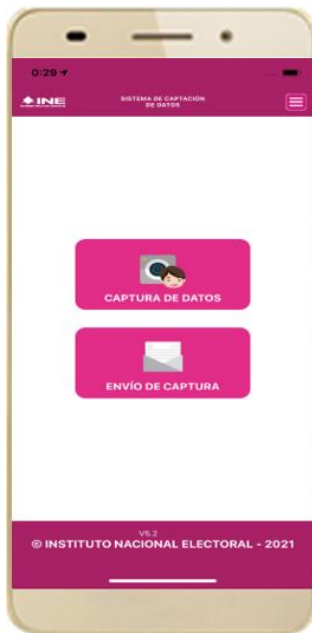 0:29
INE
SISTEMA DE CAPTACIÓN
DE DATOS
CAPTURA DE DATOS
ENVÍO DE CAPTURA
V5.2
© INSTITUTO NACIONAL ELECTORAL - 2021